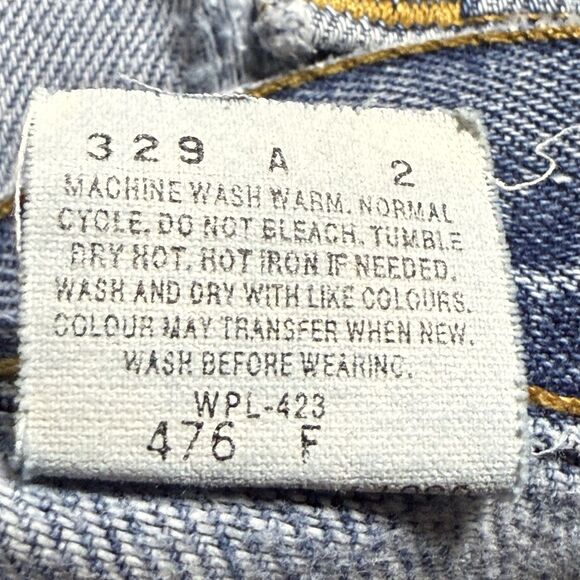 329 A 2
MACHINE WASH WARM. NORMAL
CYCLE. DO NOT BLEACH. TUMBLE
DRY HOT. HOT IRON IF NEEDED.
WASH AND DRY WITH LIKE COLOURS.
COLOUR MAY TRANSFER WHEN NEW.
WASH BEFORE WEARING.
WPL-423
476 F